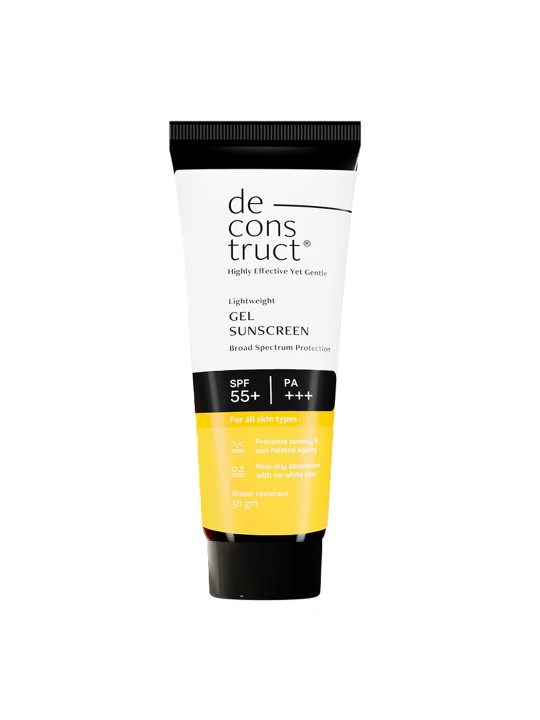 de
cons
truct®
Highly Effective Yet Gentle
Lightweight
GEL
SUNSCREEN
Broad Spectrum Protection
SPF
55+
PA
+++
For all skin types
Prevents tanning &
sun related ageing
Non-oily absorption
with no white cast
Water resistant
50 gm